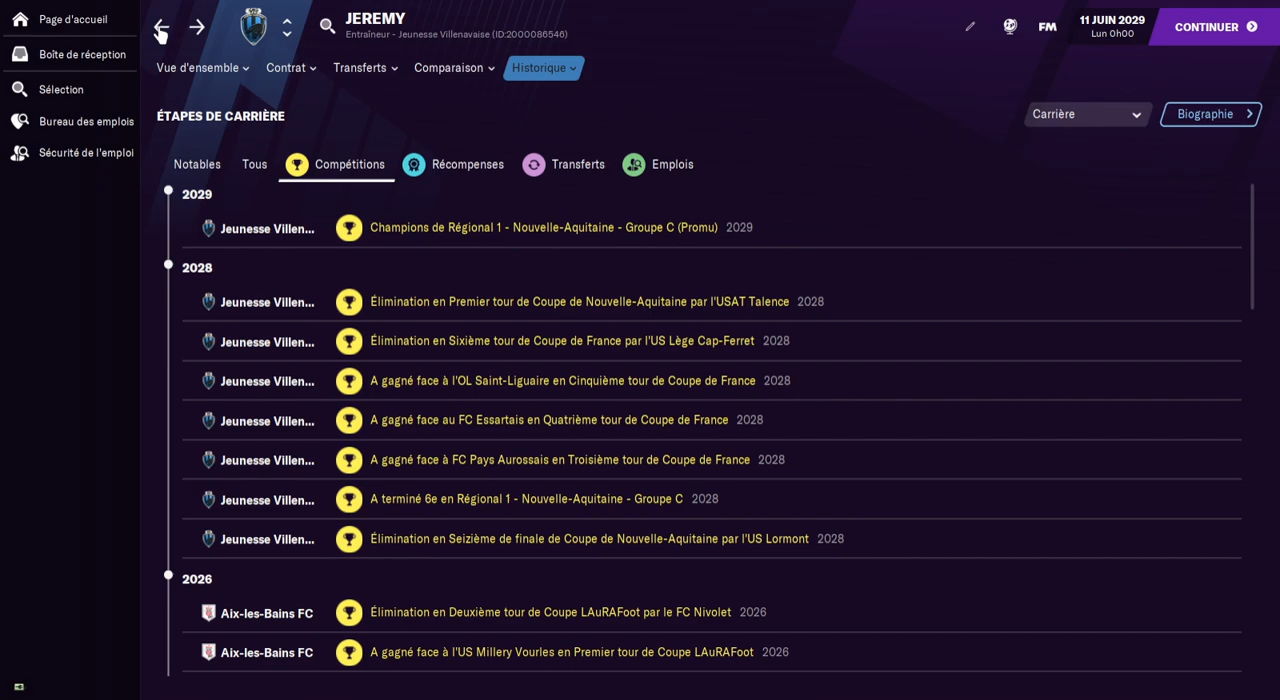 Page d'accueil
Boîte de réception
Sélection
Bureau des emplois
Sécurité de l'emploi
JEREMY
Entraîneur - Jeunesse Villenavaise (ID:2000086546)
FM
11 JUIN 2029
Lun 0h00
CONTINUER
Vue d'ensemble
Contrat
Transferts
Comparaison
Historique
ÉTAPES DE CARRIÈRE
Carrière
Biographie
Notables
Tous
Compétitions
Récompenses
Transferts
Emplois
2029
Jeunesse Villen... Champions de Régional 1 - Nouvelle-Aquitaine - Groupe C (Promu) 2029
2028
Jeunesse Villen... Élimination en Premier tour de Coupe de Nouvelle-Aquitaine par l'USAT Talence 2028
Jeunesse Villen... Élimination en Sixième tour de Coupe de France par l'US Lège Cap-Ferret 2028
Jeunesse Villen... A gagné face à l'OL Saint-Liguaire en Cinquième tour de Coupe de France 2028
Jeunesse Villen... A gagné face au FC Essartais en Quatrième tour de Coupe de France 2028
Jeunesse Villen... A gagné face à FC Pays Aurossais en Troisième tour de Coupe de France 2028
Jeunesse Villen... A terminé 6e en Régional 1 - Nouvelle-Aquitaine - Groupe C 2028
Jeunesse Villen... Élimination en Seizième de finale de Coupe de Nouvelle-Aquitaine par l'US Lormont 2028
2026
Aix-les-Bains FC Élimination en Deuxième tour de Coupe LAuRAFoot par le FC Nivolet 2026
Aix-les-Bains FC A gagné face à l'US Millery Vourles en Premier tour de Coupe LAuRAFoot 2026